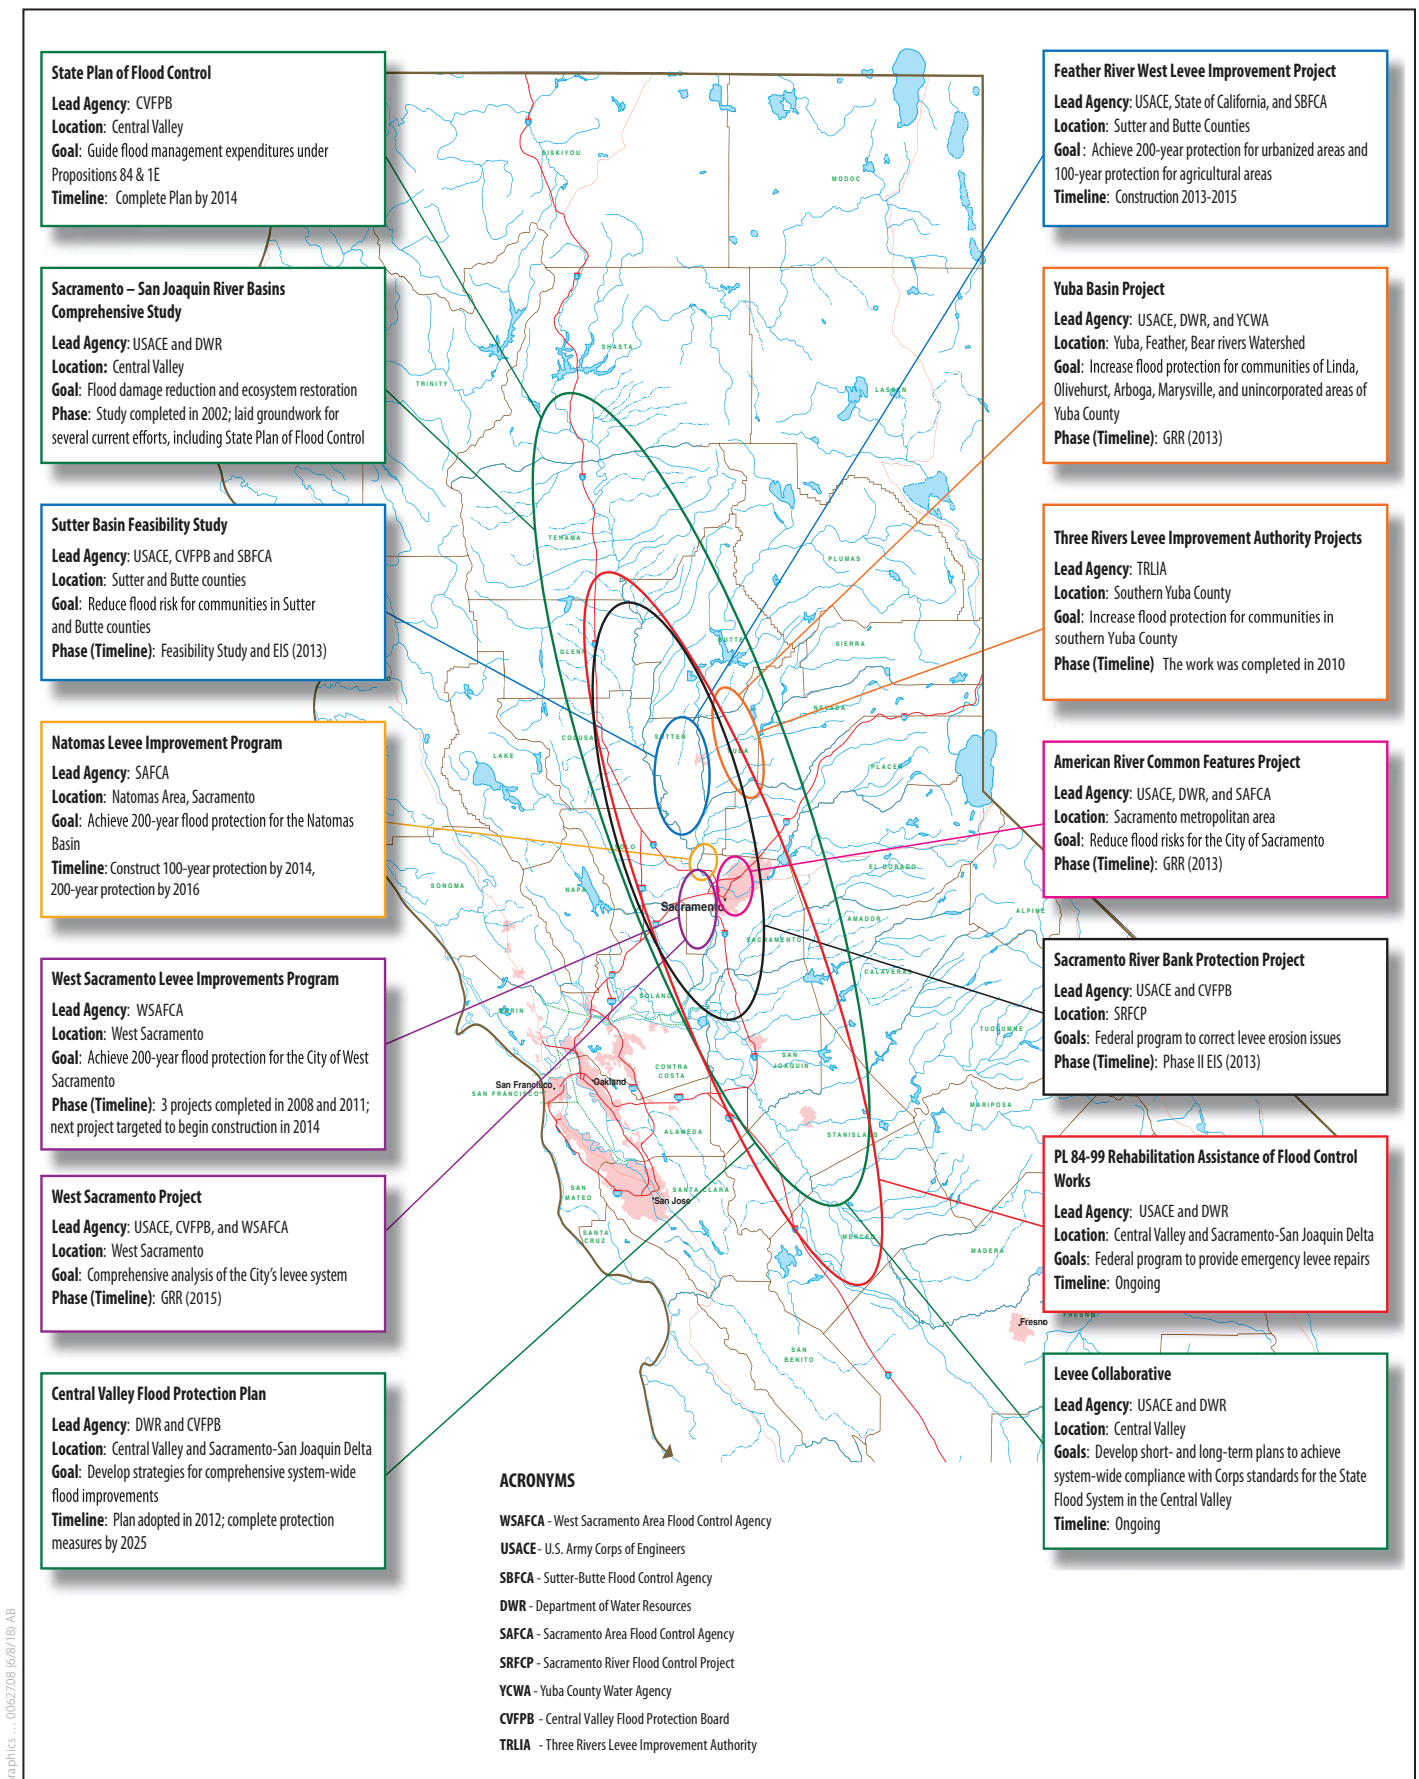 State Plan of Flood Control
Lead Agency: CVFPB
Location: Central Valley
Goal: Guide flood management expenditures under
Propositions 84 & 1E
Timeline: Complete Plan by 2014
Sacramento – San Joaquin River Basins
Comprehensive Study
Lead Agency: USACE and DWR
Location: Central Valley
Goal: Flood damage reduction and ecosystem restoration
Phase: Study completed in 2002; laid groundwork for
several current efforts, including State Plan of Flood Control
Sutter Basin Feasibility Study
Lead Agency: USACE, CVFPB and SBFCA
Location: Sutter and Butte counties
Goal: Reduce flood risk for communities in Sutter
and Butte counties
Phase (Timeline): Feasibility Study and EIS (2013)
Natomas Levee Improvement Program
Lead Agency: SAFCA
Location: Natomas Area, Sacramento
Goal: Achieve 200-year flood protection for the Natomas
Basin
Timeline: Construct 100-year protection by 2014,
200-year protection by 2016
West Sacramento Levee Improvements Program
Lead Agency: WSAFCA
Location: West Sacramento
Goal: Achieve 200-year flood protection for the City of West
Sacramento
Phase (Timeline): 3 projects completed in 2008 and 2011;
next project targeted to begin construction in 2014
West Sacramento Project
Lead Agency: USACE, CVFPB, and WSAFCA
Location: West Sacramento
Goal: Comprehensive analysis of the City's levee system
Phase (Timeline): GRR (2015)
Central Valley Flood Protection Plan
Lead Agency: DWR and CVFPB
Location: Central Valley and Sacramento-San Joaquin Delta
Goal: Develop strategies for comprehensive system-wide
flood improvements
Timeline: Plan adopted in 2012; complete protection
measures by 2025
SISKIYOU
MODOC
SHASTA
TRINITY
LASSEN
TEHAMA
PLUMAS
BUTTE
SIERRA
GLENN
NEVADA
COLUSA
SUTTER
YUBA
LAKE
PLACER
YOLO
EL DORADO
SONOMA
NAPA
Sacramento
ALPINE
AMADOR
SACRAMENTO
CALAVERAS
SOLANO
MARIN
TUOLUMNE
SAN
JOAQUIN
CONTRA
COSTA
San Francisco
Oakland
SAN FRANCISCO
MARIPOSA
ALAMEDA
STANISLAUS
SAN
MATEO
SANTA CLARA
San Jose
SANTA
CRUZ
MERCED
MADERA
Fresno
FRESNO
SAN
BENITO
Feather River West Levee Improvement Project
Lead Agency: USACE, State of California, and SBFCA
Location: Sutter and Butte Counties
Goal : Achieve 200-year protection for urbanized areas and
100-year protection for agricultural areas
Timeline: Construction 2013-2015
Yuba Basin Project
Lead Agency: USACE, DWR, and YCWA
Location: Yuba, Feather, Bear rivers Watershed
Goal: Increase flood protection for communities of Linda,
Olivehurst, Arboga, Marysville, and unincorporated areas of
Yuba County
Phase (Timeline): GRR (2013)
Three Rivers Levee Improvement Authority Projects
Lead Agency: TRLIA
Location: Southern Yuba County
Goal: Increase flood protection for communities in
southern Yuba County
Phase (Timeline) The work was completed in 2010
American River Common Features Project
Lead Agency: USACE, DWR, and SAFCA
Location: Sacramento metropolitan area
Goal: Reduce flood risks for the City of Sacramento
Phase (Timeline): GRR (2013)
Sacramento River Bank Protection Project
Lead Agency: USACE and CVFPB
Location: SRFCP
Goals: Federal program to correct levee erosion issues
Phase (Timeline): Phase II EIS (2013)
PL 84-99 Rehabilitation Assistance of Flood Control
Works
Lead Agency: USACE and DWR
Location: Central Valley and Sacramento-San Joaquin Delta
Goals: Federal program to provide emergency levee repairs
Timeline: Ongoing
Levee Collaborative
Lead Agency: USACE and DWR
Location: Central Valley
Goals: Develop short- and long-term plans to achieve
system-wide compliance with Corps standards for the State
Flood System in the Central Valley
Timeline: Ongoing
ACRONYMS
WSAFCA - West Sacramento Area Flood Control Agency
USACE - U.S. Army Corps of Engineers
SBFCA - Sutter-Butte Flood Control Agency
DWR - Department of Water Resources
SAFCA - Sacramento Area Flood Control Agency
SRFCP - Sacramento River Flood Control Project
YCWA - Yuba County Water Agency
CVFPB - Central Valley Flood Protection Board
TRLIA - Three Rivers Levee Improvement Authority
raphics ... 00627.08 (6/8/18) AB